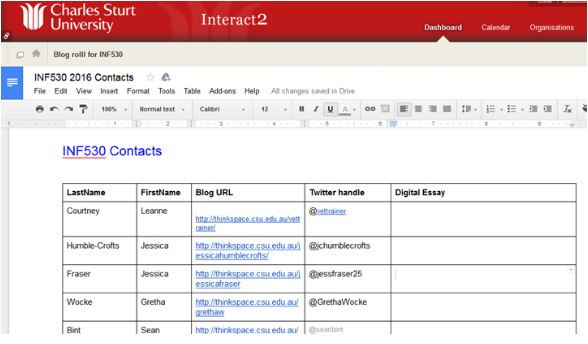 Charles Sturt
University
Interact2
Dashboard
Calendar
Organisations
Blog rolll for INF530
INF530 2016 Contacts
File Edit View Insert Format Tools Table Add-ons Help All changes saved in Drive
100% Normal text Calibri 12 B I U A
INF530 Contacts
LastName FirstName Blog URL Twitter handle Digital Essay
Courtney Leanne @vettrainer
http://thinkspace.csu.edu.au/vett
rainer/
Humble-Crofts Jessica http://thinkspace.csu.edu.au/j @jchumblecrofts
essicahumblecrofts/
Fraser Jessica http://thinkspace.csu.edu.au/j @jessfraser25
essicafraser
Wocke Gretha http://thinkspace.csu.edu.au/ @GrethaWocke
grethaw
Bint Sean http://thinkspace.csu.edu.au/ @seanbint